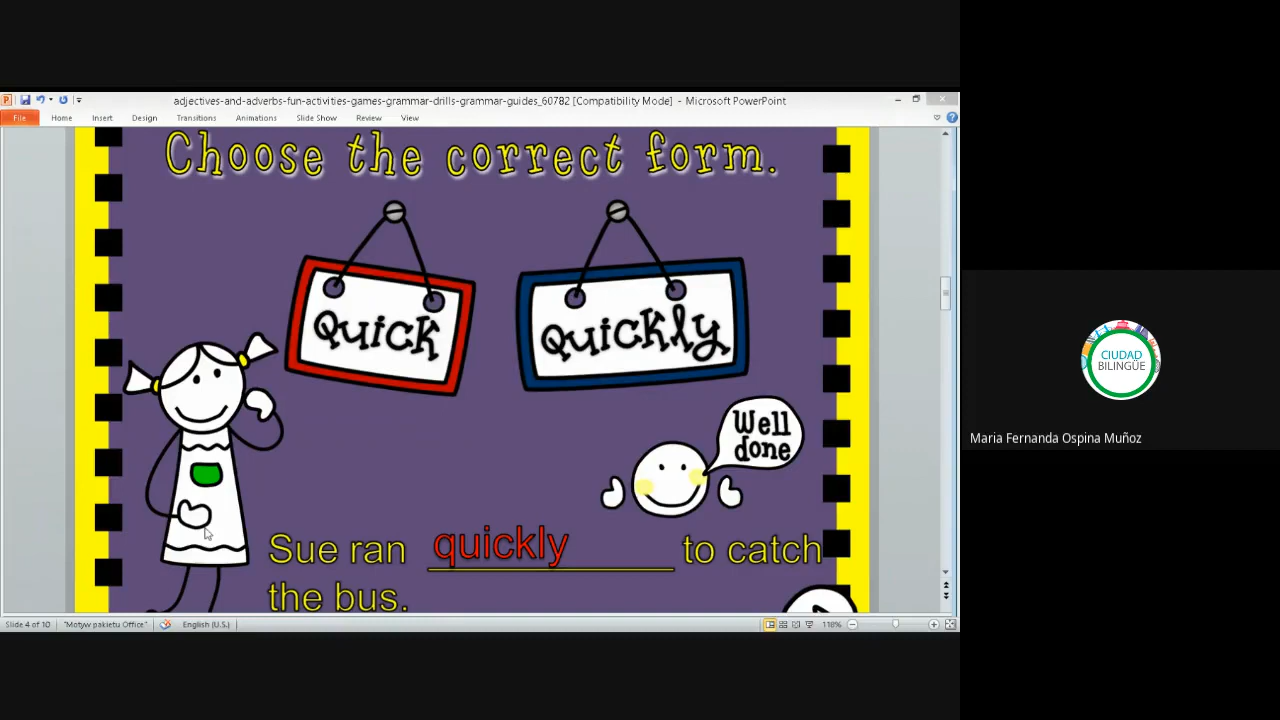 adjectives-and-adverbs-fun-activities-games-grammar-drills-grammar-guides_60782 [Compatibility Mode] - Microsoft PowerPoint
File Home Insert Design Transitions Animations Slide Show Review View
Choose the correct form.
Quick
Quickly
Well
done
Sue ran quickly to catch
the bus.
CIUDAD
BILINGÜE
Maria Fernanda Ospina Muñoz
Slide 4 of 10 "Motyw pakietu Office" English (U.S.) 118%